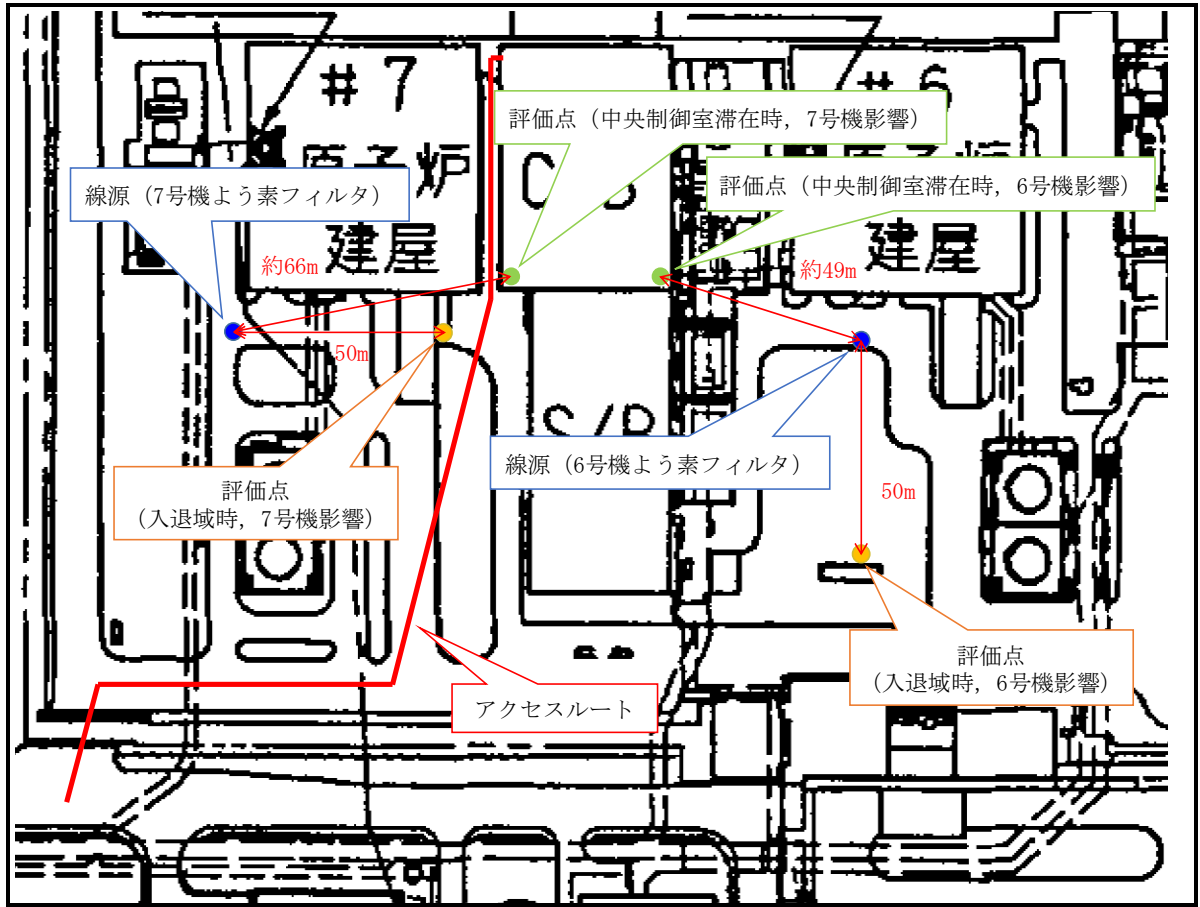 # 7
# 6
評価点（中央制御室滞在時，7号機影響）
原子炉
評価点（中央制御室滞在時，6号機影響）
線源（7号機よう素フィルタ）
建屋
建屋
約66m
約49m
50m
S/B
線源（6号機よう素フィルタ）
評価点
（入退域時，7号機影響）
50m
評価点
（入退域時，6号機影響）
アクセスルート